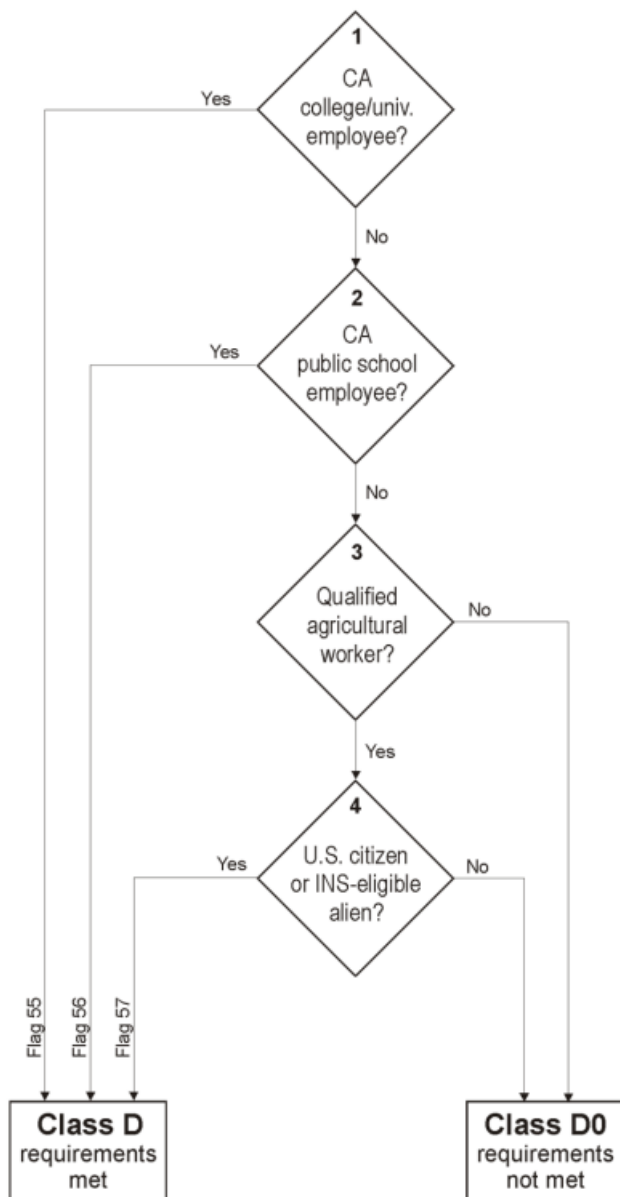 1
CA
college/univ.
employee?
Yes
No
2
CA
public school
employee?
Yes
No
3
Qualified
agricultural
worker?
No
Yes
4
U.S. citizen
or INS-eligible
alien?
Yes
No
Flag 55
Flag 56
Flag 57
Class D
requirements
met
Class D0
requirements
not met